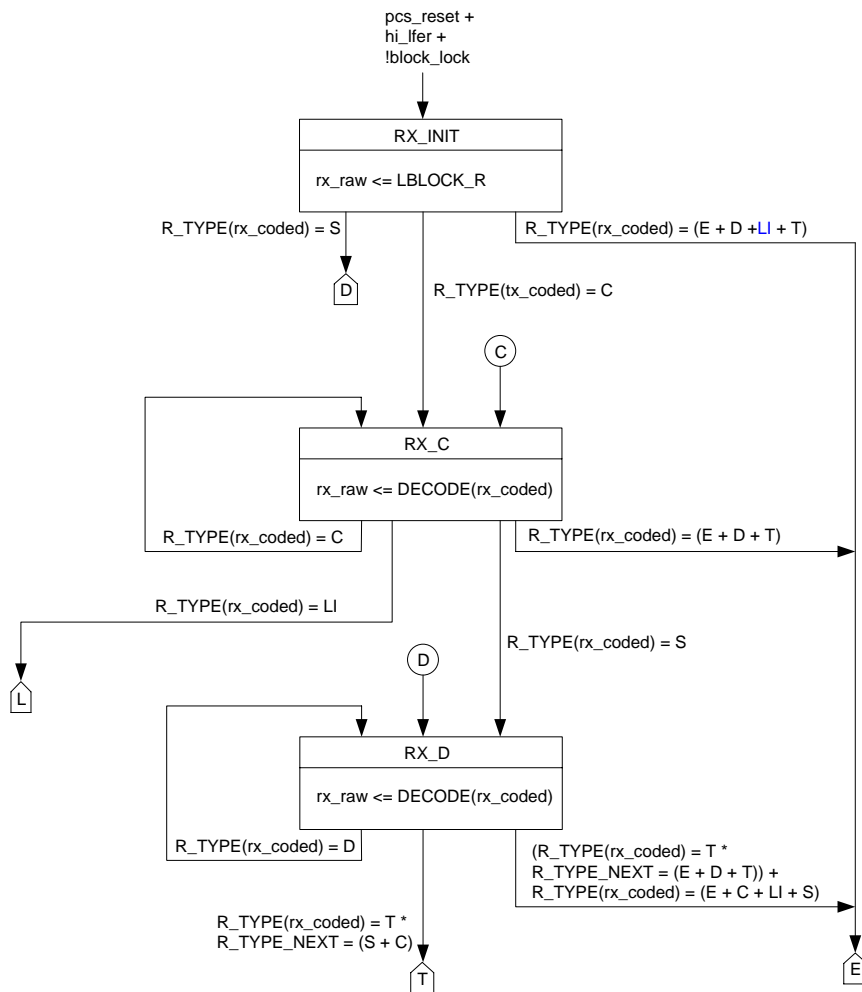 pcs_reset +
hi_lfer +
!block_lock
RX_INIT
rx_raw <= LBLOCK_R
R_TYPE(rx_coded) = S
R_TYPE(rx_coded) = (E + D +LI + T)
D
R_TYPE(tx_coded) = C
C
RX_C
rx_raw <= DECODE(rx_coded)
R_TYPE(rx_coded) = C
R_TYPE(rx_coded) = (E + D + T)
R_TYPE(rx_coded) = LI
R_TYPE(rx_coded) = S
L
D
RX_D
rx_raw <= DECODE(rx_coded)
R_TYPE(rx_coded) = D
(R_TYPE(rx_coded) = T *
R_TYPE_NEXT = (E + D + T)) +
R_TYPE(rx_coded) = (E + C + LI + S)
R_TYPE(rx_coded) = T *
R_TYPE_NEXT = (S + C)
T
E